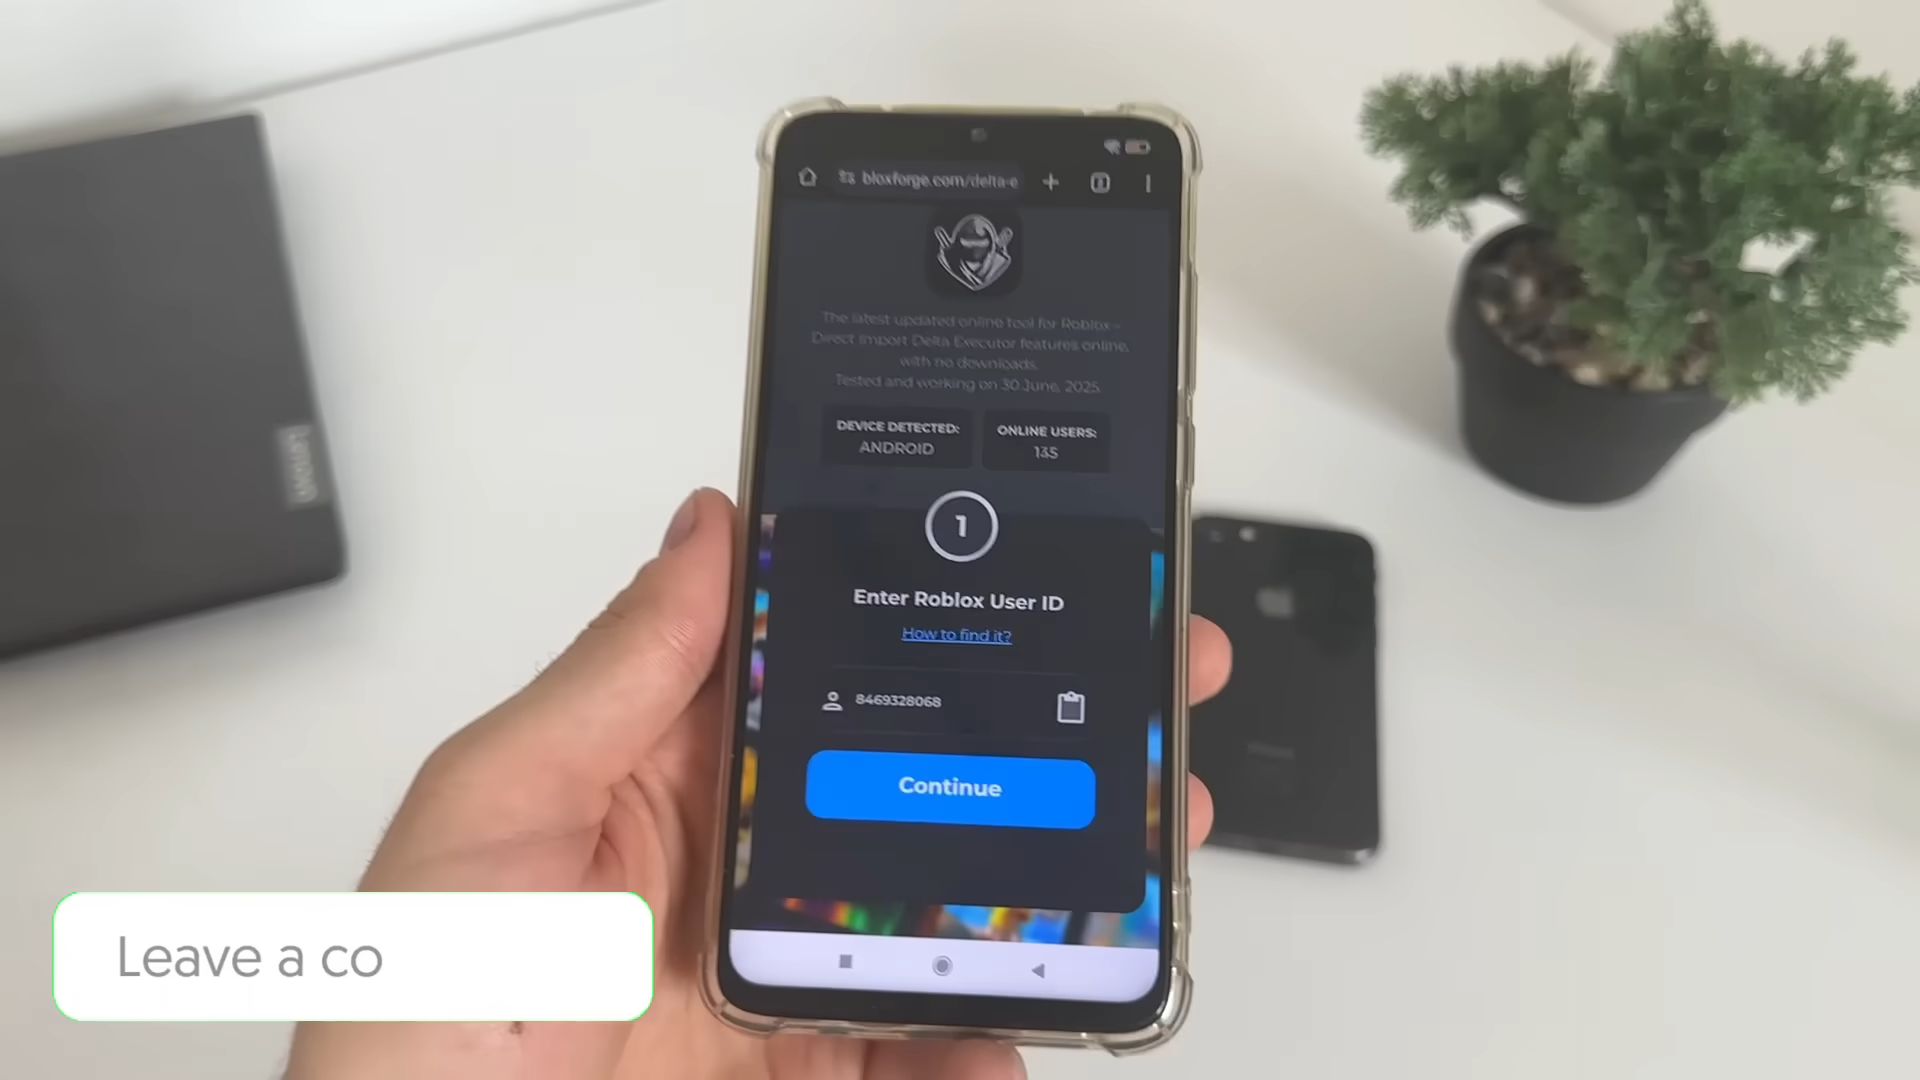 bloxforge.com/delta-e
The latest updated online tool for Roblox -
Direct Import Delta Executor features online,
with no downloads.
Tested and working on 30 June, 2025
DEVICE DETECTED:
ANDROID
ONLINE USERS:
135
1
Enter Roblox User ID
How to find it?
8469328068
Continue
Lenovo
Leave a co